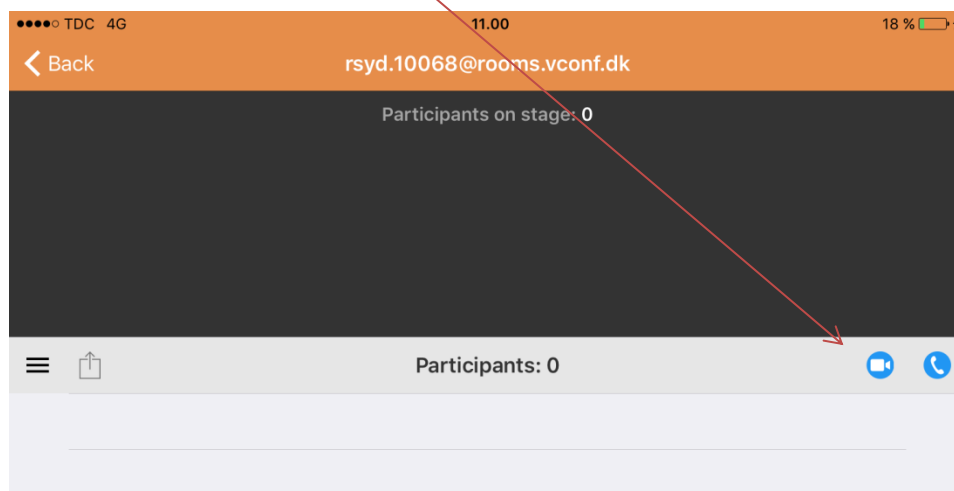 TDC 4G 11.00 18 %
Back rsyd.10068@rooms.vconf.dk
Participants on stage: 0
Participants: 0